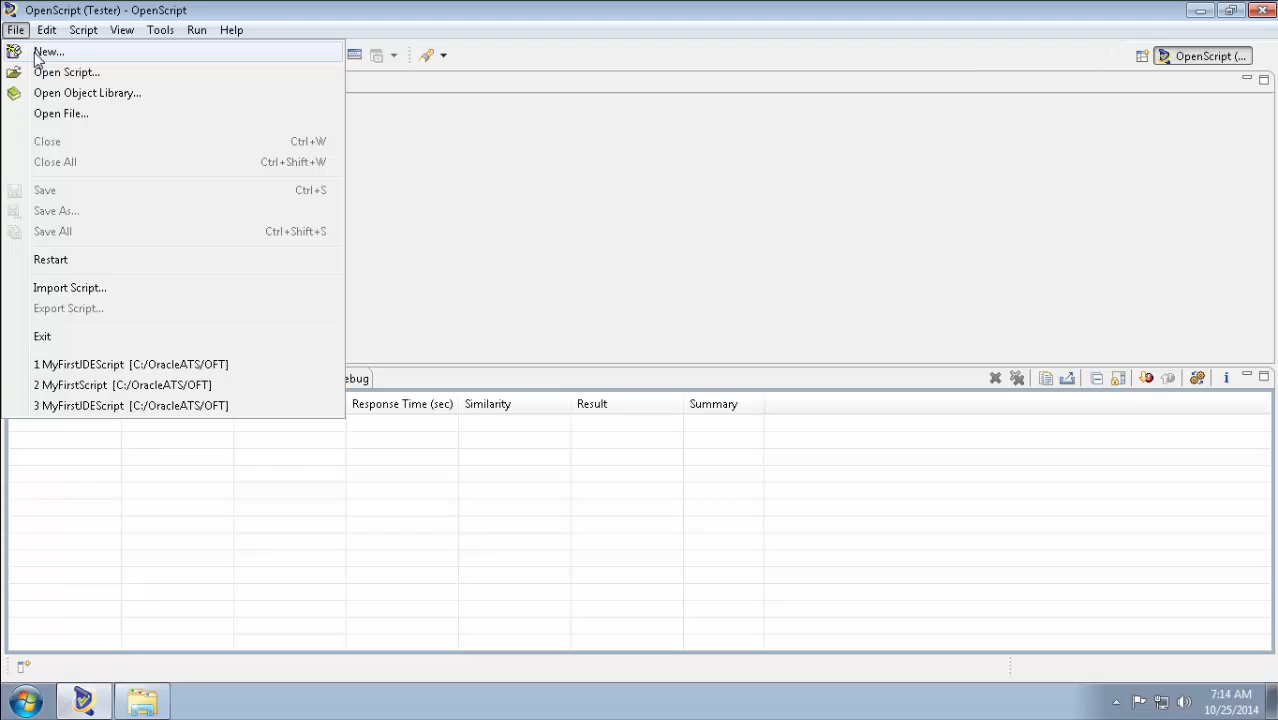 OpenScript (Tester) - OpenScript
File Edit Script View Tools Run Help
New...
OpenScript (...
Open Script...
Open Object Library...
Open File...
Close Ctrl+W
Close All Ctrl+Shift+W
Save Ctrl+S
Save As...
Save All Ctrl+Shift+S
Restart
Import Script...
Export Script...
Exit
1 MyFirstJDEScript [C:/OracleATS/OFT]
2 MyFirstScript [C:/OracleATS/OFT]
3 MyFirstJDEScript [C:/OracleATS/OFT]
ebug
Response Time (sec) Similarity Result Summary
7:14 AM
10/25/2014